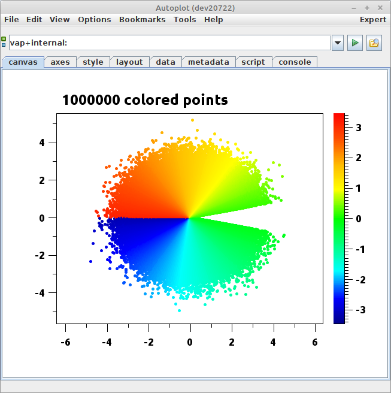 Autoplot (dev20722)
File Edit View Options Bookmarks Tools Help Expert
vap+internal:
canvas axes style layout data metadata script console
1000000 colored points
4
2
0
-2
-4
-6 -4 -2 0 2 4 6
3
2
1
0
-1
-2
-3